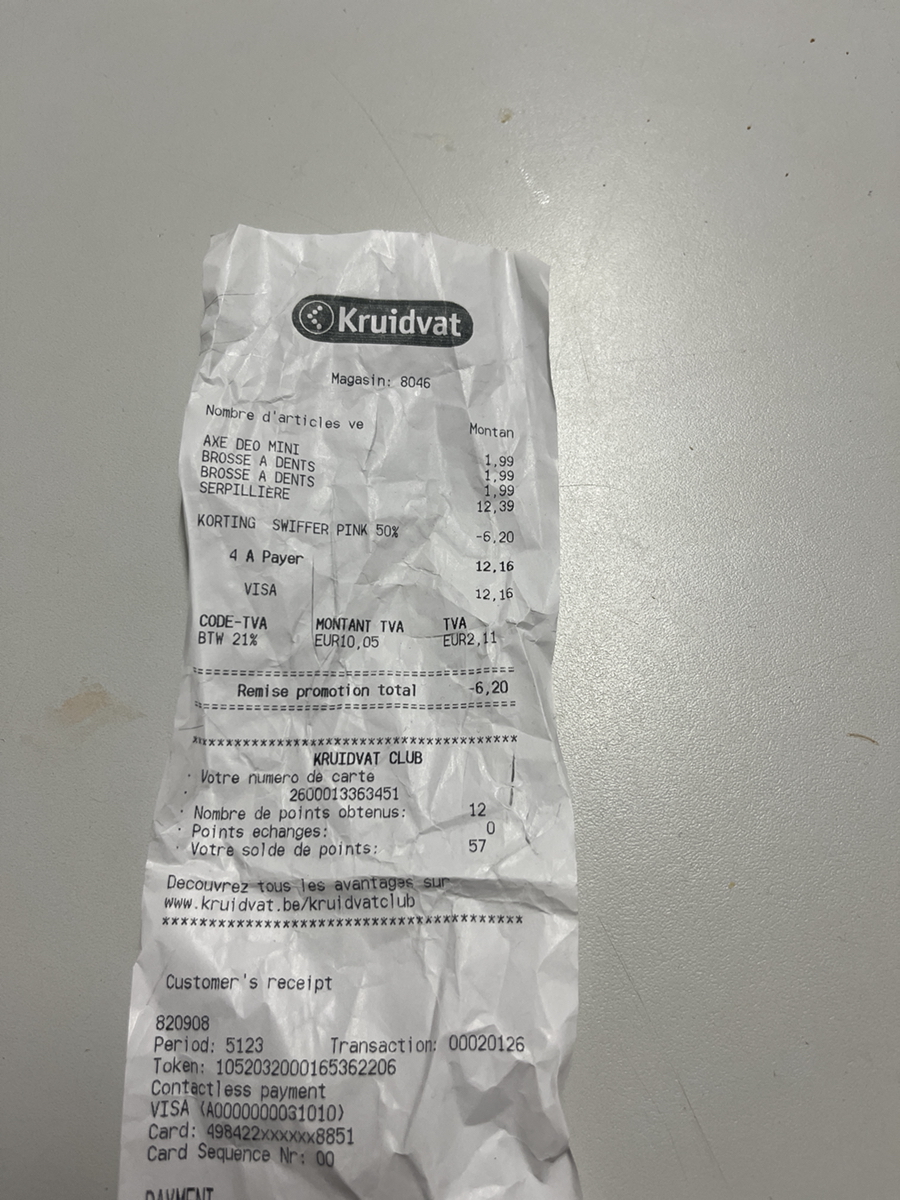 Kruidvat
Magasin: 8046
Nombre d'articles ve Montan
AXE DEO MINI 1,99
BROSSE A DENTS 1,99
BROSSE A DENTS 1,99
SERPILLIÈRE 12,39
KORTING SWIFFER PINK 50% -6,20
4 A Payer 12,16
VISA 12,16
CODE-TVA MONTANT TVA TVA
BTW 21% EUR10,05 EUR2,11
========================================
Remise promotion total -6,20
========================================
****************************************
KRUIDVAT CLUB
· Votre numero de carte
· 2600013363451
· Nombre de points obtenus: 12
· Points echanges: 0
· Votre solde de points: 57
Decouvrez tous les avantages sur
www.kruidvat.be/kruidvatclub
****************************************
Customer's receipt
820908
Period: 5123 Transaction: 00020126
Token: 1052032000165362206
Contactless payment
VISA (A0000000031010)
Card: 498422xxxxxx8851
Card Sequence Nr: 00
PAYMENT